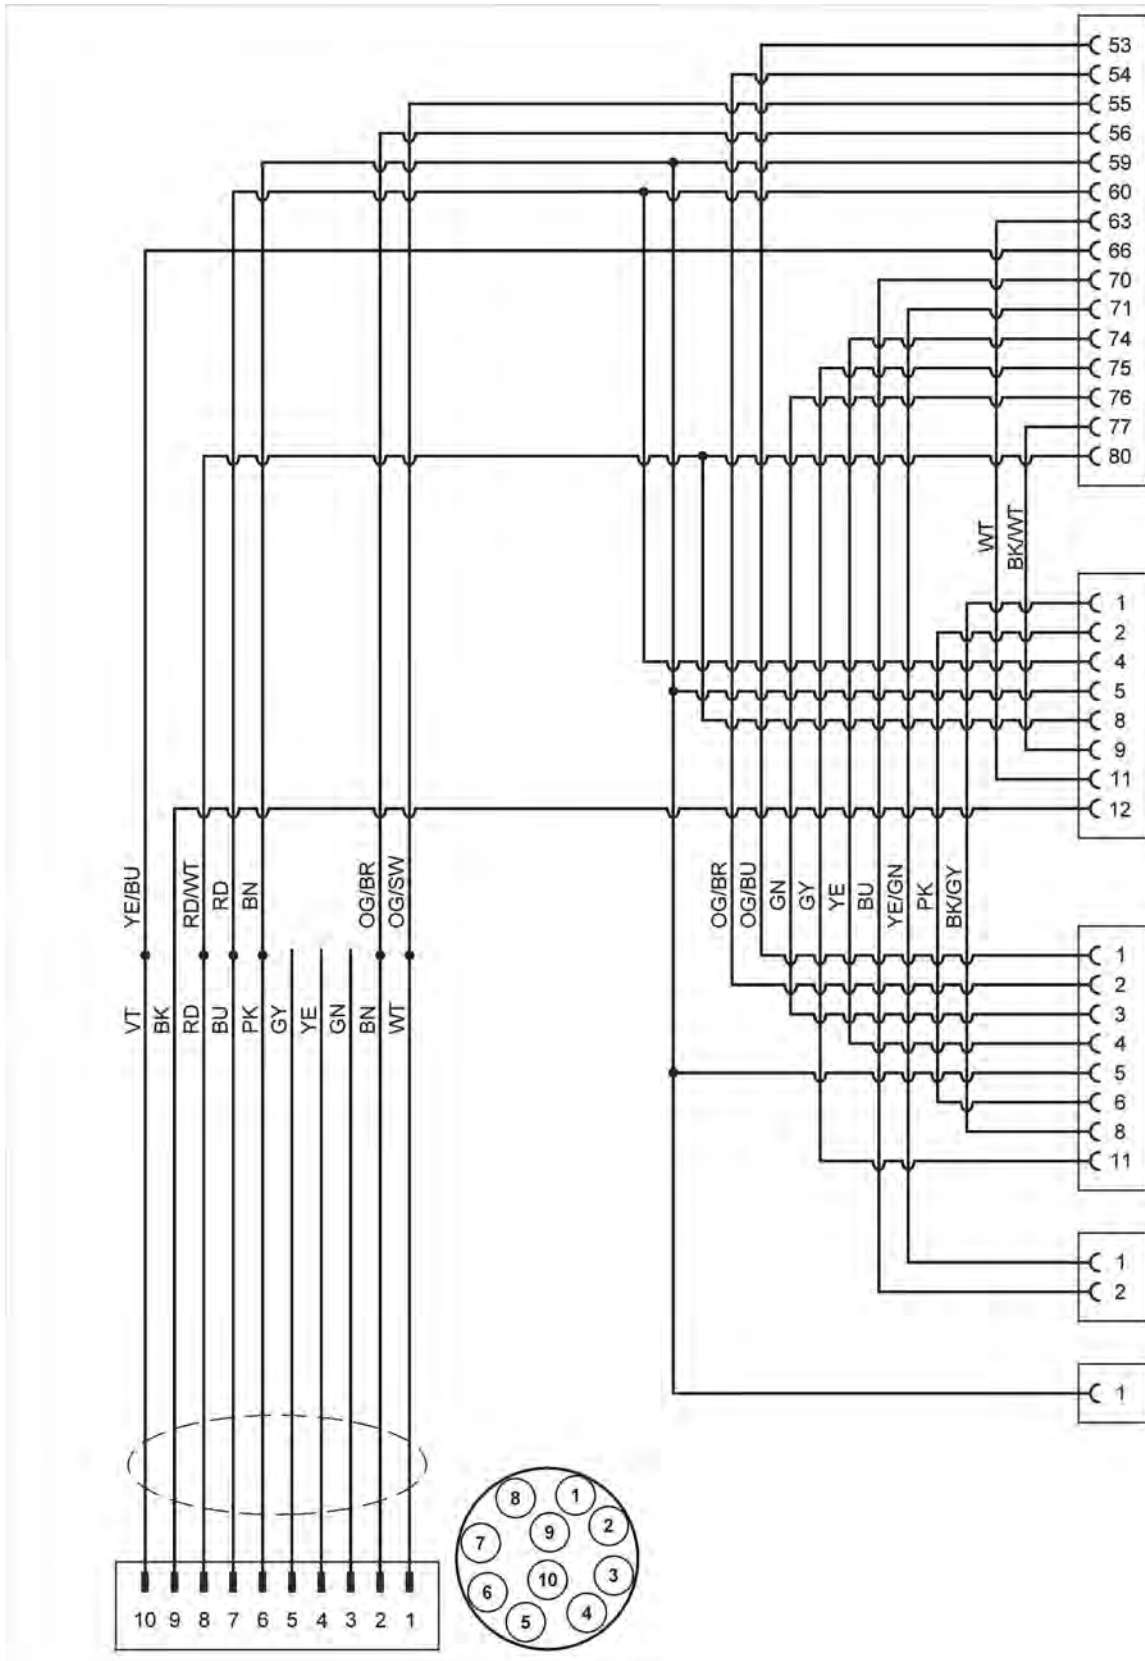 53
54
55
56
59
60
63
66
70
71
74
75
76
77
80
WT
BK/WT
1
2
4
5
8
9
11
12
YE/BU
RD/WT
RD
BN
OG/BR
OG/SW
OG/BR
OG/BU
GN
GY
YE
BU
YE/GN
PK
BK/GY
VT
BK
RD
BU
PK
GY
YE
GN
BN
WT
1
2
3
4
5
6
8
11
1
2
1
8
1
9
2
7
10
3
6
5
4
10 9 8 7 6 5 4 3 2 1